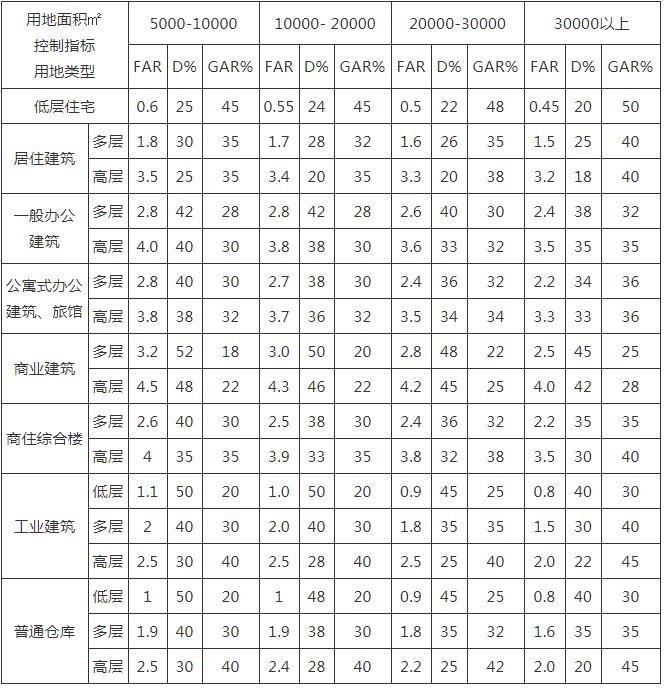 用地面积㎡ 5000-10000 10000- 20000 20000-30000 30000以上
控制指标
用地类型 FAR D% GAR% FAR D% GAR% FAR D% GAR% FAR D% GAR%
低层住宅 0.6 25 45 0.55 24 45 0.5 22 48 0.45 20 50
居住建筑 多层 1.8 30 35 1.7 28 32 1.6 26 35 1.5 25 40
高层 3.5 25 35 3.4 20 35 3.3 20 38 3.2 18 40
一般办公
建筑 多层 2.8 42 28 2.8 42 28 2.6 40 30 2.4 38 32
高层 4.0 40 30 3.8 38 30 3.6 33 32 3.5 35 35
公寓式办公
建筑、旅馆 多层 2.8 40 30 2.7 38 30 2.4 36 32 2.2 34 36
高层 3.8 38 32 3.7 36 32 3.5 34 34 3.3 33 36
商业建筑 多层 3.2 52 18 3.0 50 20 2.8 48 22 2.5 45 25
高层 4.5 48 22 4.3 46 22 4.2 45 25 4.0 42 28
商住综合楼 多层 2.6 40 30 2.5 38 30 2.4 36 32 2.2 35 35
高层 4 35 35 3.9 33 35 3.8 32 38 3.5 30 40
工业建筑 低层 1.1 50 20 1.0 50 20 0.9 45 25 0.8 40 30
多层 2 40 30 2.0 40 30 1.8 35 35 1.5 30 40
高层 2.5 30 40 2.5 28 40 2.5 25 40 2.0 22 45
普通仓库 低层 1 50 20 1 48 20 0.9 45 25 0.8 40 30
多层 1.9 40 30 1.9 38 30 1.8 35 32 1.6 35 35
高层 2.5 30 40 2.4 28 40 2.2 25 42 2.0 20 45